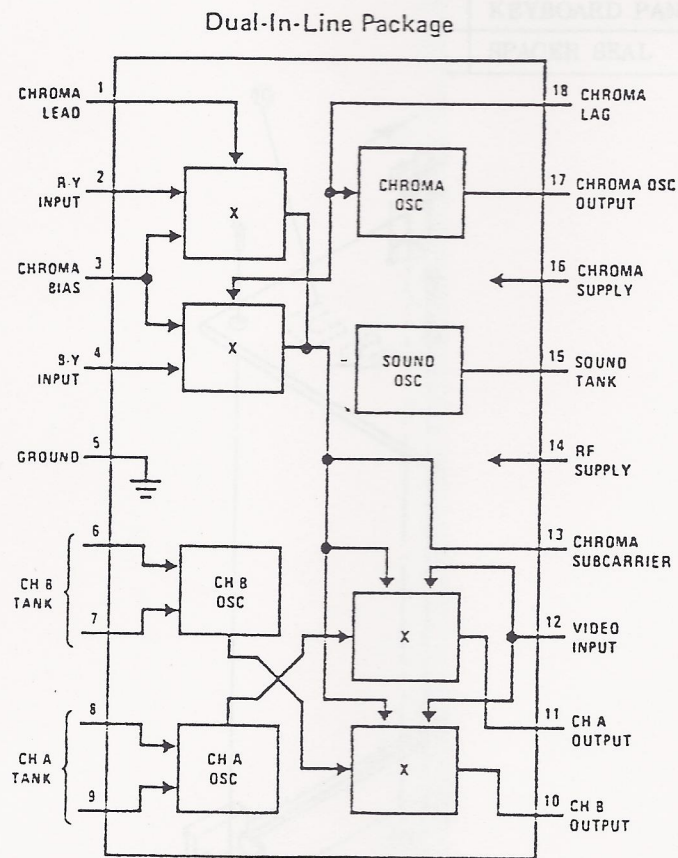 KEYBOARD PAN
SPACER SEAL
Dual-In-Line Package
CHROMA LEAD
1
R-Y INPUT
2
CHROMA BIAS
3
B-Y INPUT
4
GROUND
5
CH B TANK
6
7
CH A TANK
8
9
X
X
CHROMA OSC
SOUND OSC
CH B OSC
CH A OSC
X
X
18 CHROMA LAG
17 CHROMA OSC OUTPUT
16 CHROMA SUPPLY
15 SOUND TANK
14 RF SUPPLY
13 CHROMA SUBCARRIER
12 VIDEO INPUT
11 CH A OUTPUT
10 CH B OUTPUT